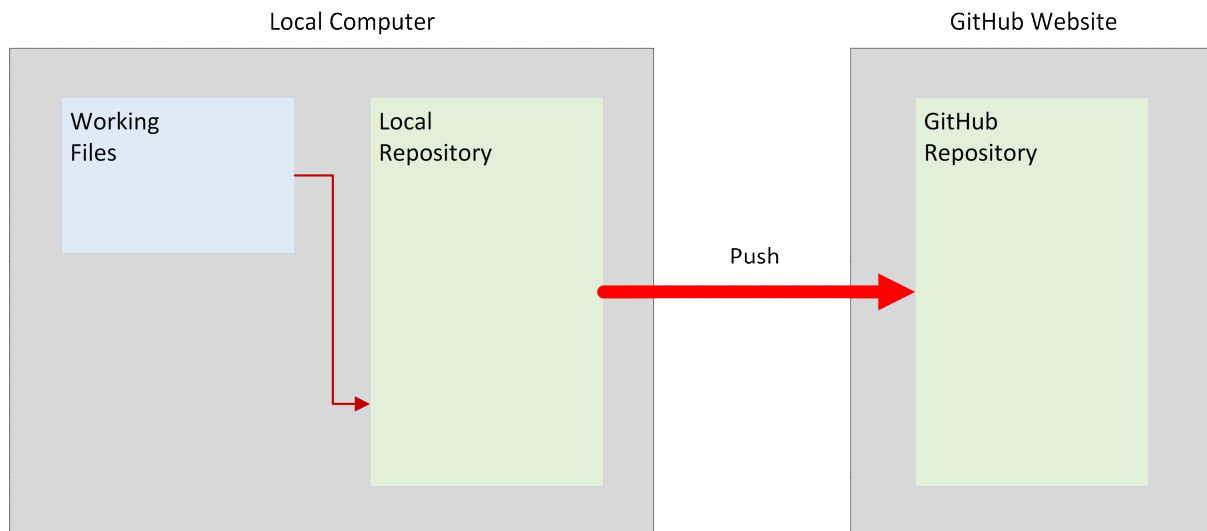 Local Computer
GitHub Website
Working
Files
Local
Repository
GitHub
Repository
Push